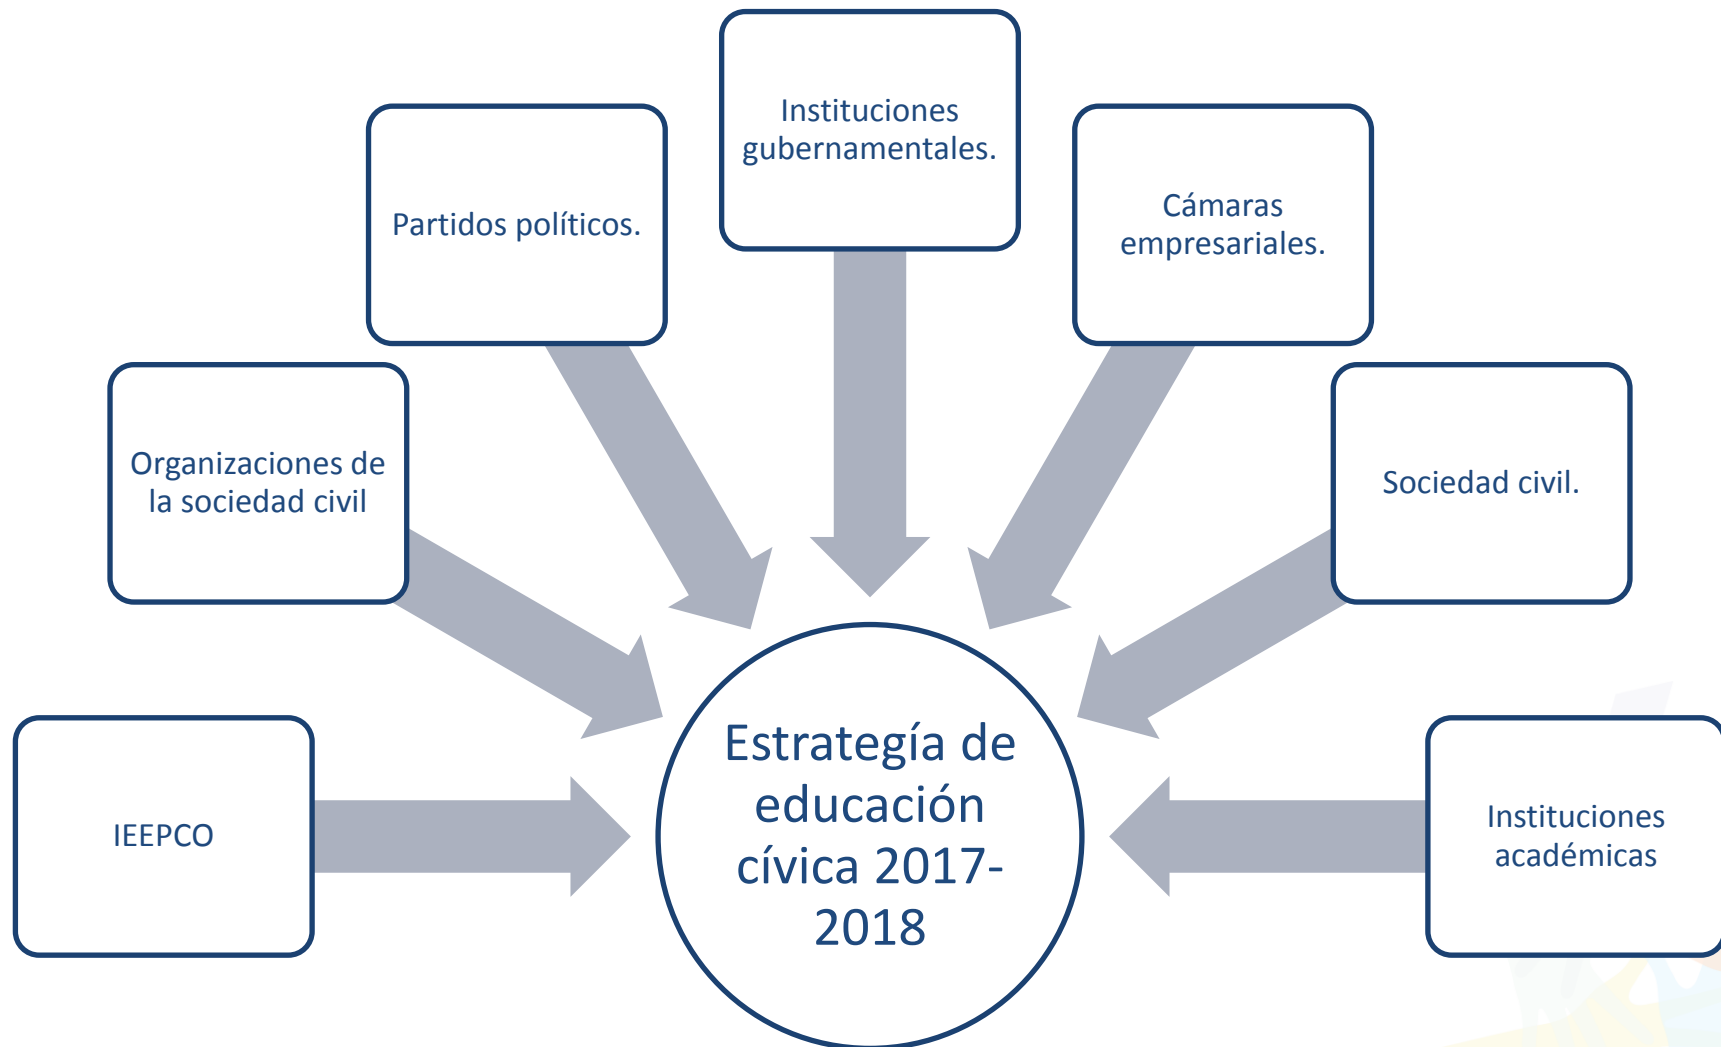 Instituciones
gubernamentales.
Partidos políticos.
Cámaras
empresariales.
Organizaciones de
la sociedad civil
Sociedad civil.
IEEPCO
Estrategía de
educación
cívica 2017-
2018
Instituciones
académicas